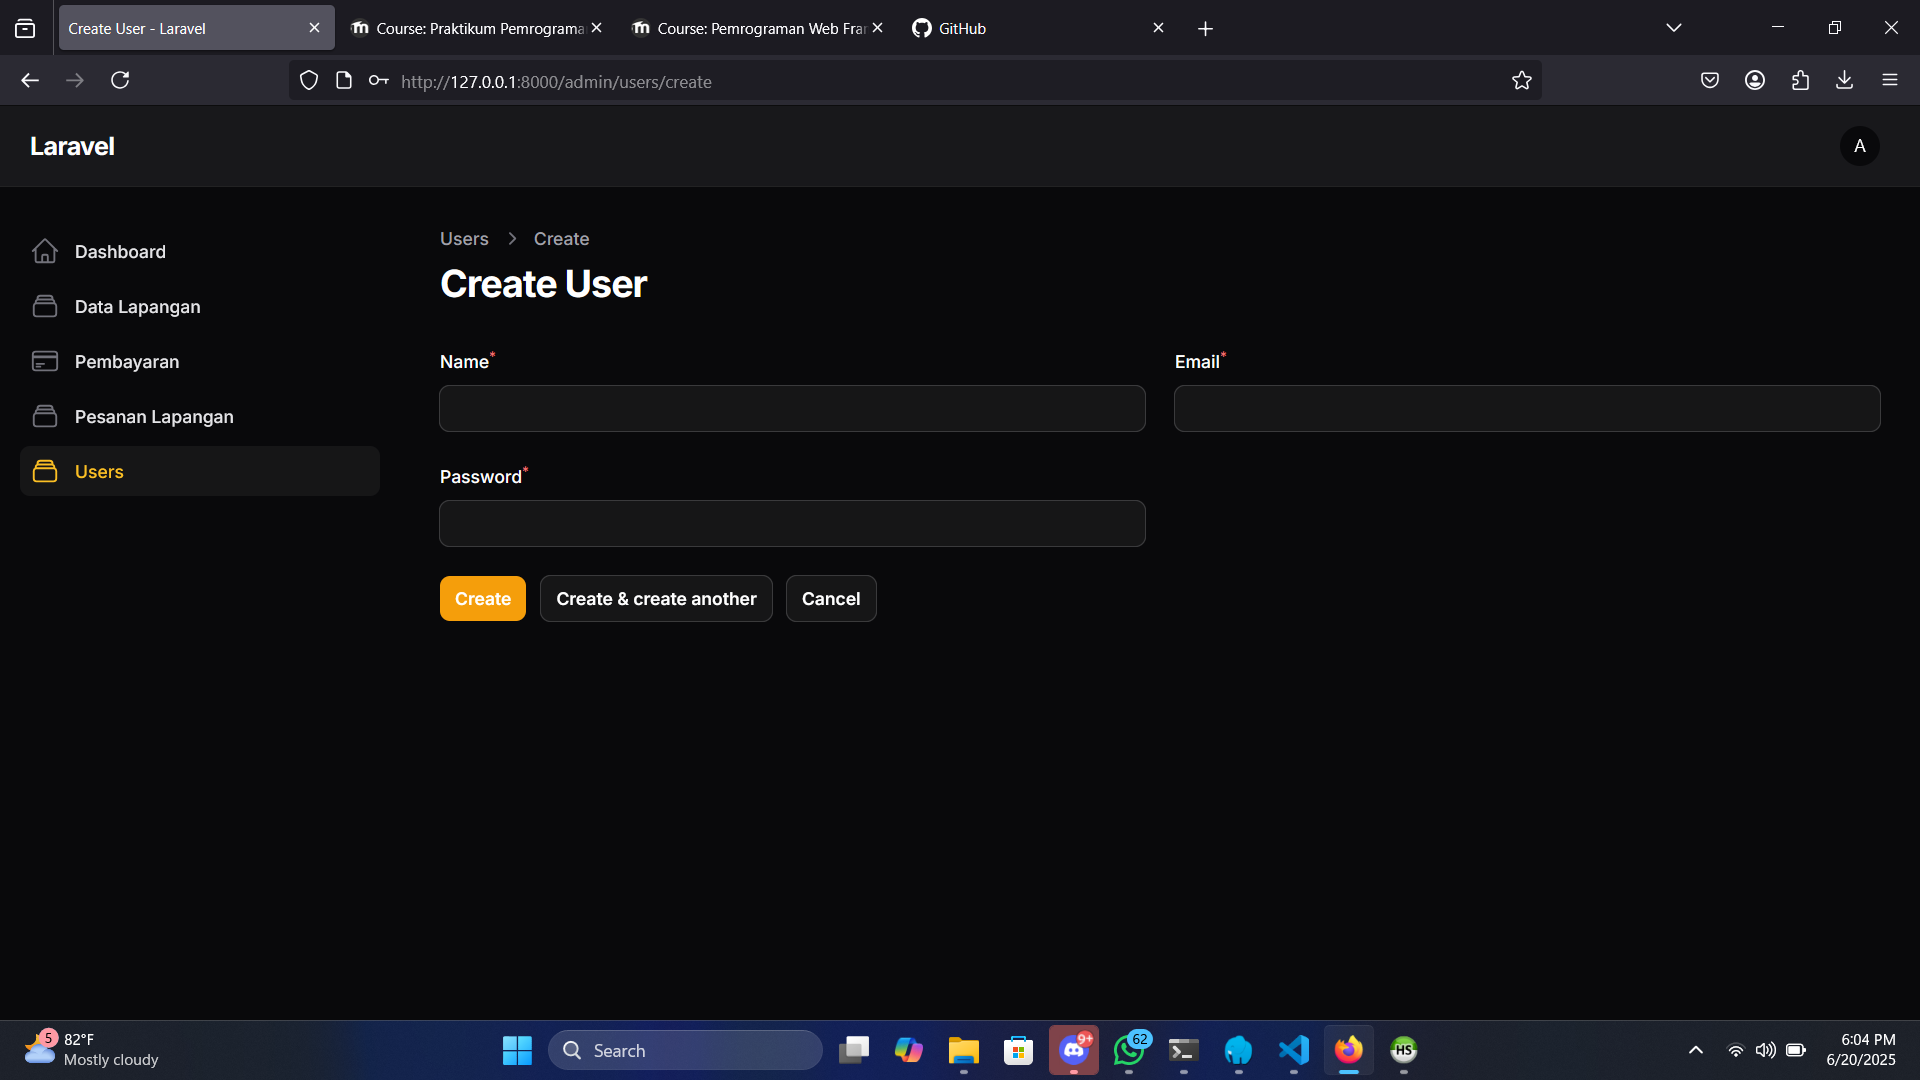 Create User - Laravel
Course: Praktikum Pemrograma
Course: Pemrograman Web Fra
GitHub
http://127.0.0.1:8000/admin/users/create
Laravel
A
Dashboard
Data Lapangan
Pembayaran
Pesanan Lapangan
Users
Users > Create
Create User
Name*
Email*
Password*
Create
Create & create another
Cancel
5
82°F
Mostly cloudy
Search
9+
62
HS
6:04 PM
6/20/2025